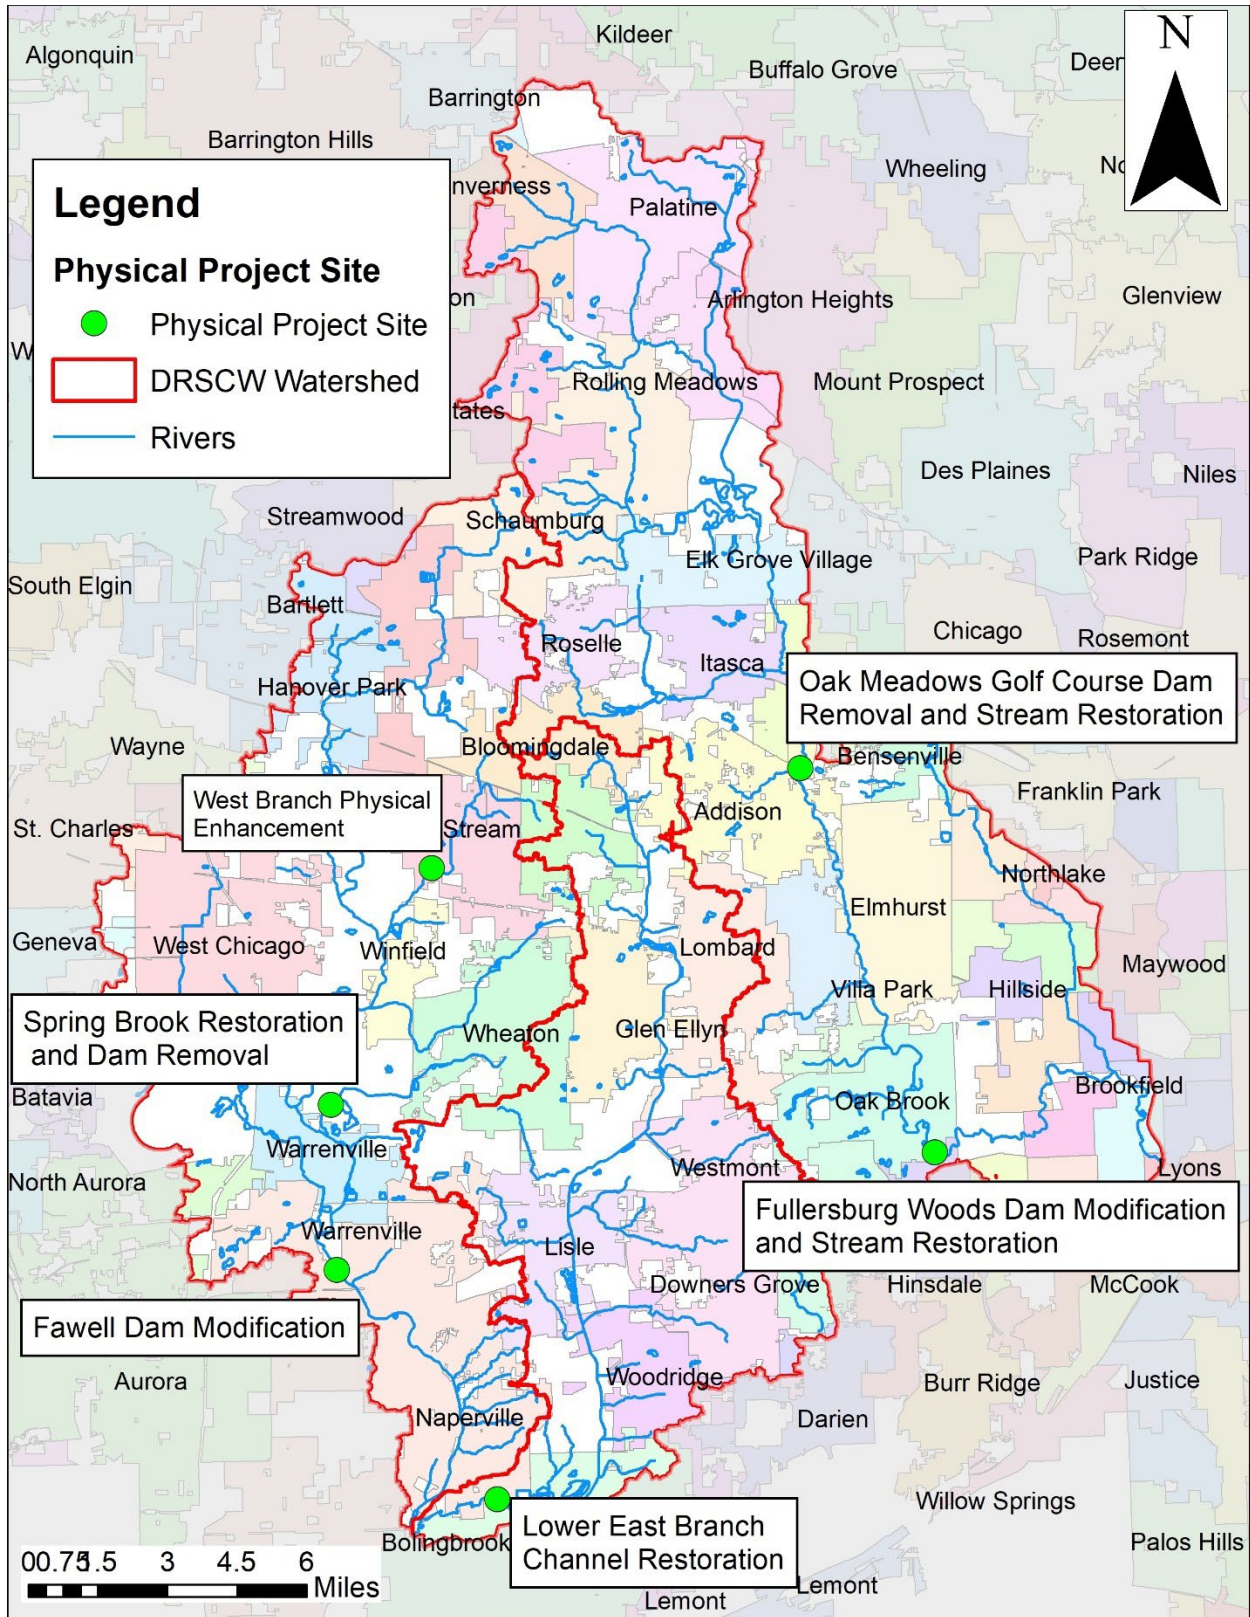 Kildeer
Algonquin
Buffalo Grove
Deer
N
Barrington
Barrington Hills
Wheeling
No
Legend
nverness
Palatine
Physical Project Site
Physical Project Site
on
Arlington Heights
Glenview
W
DRSCW Watershed
Rolling Meadows
Mount Prospect
tates
Rivers
Des Plaines
Niles
Streamwood
Schaumburg
Elk Grove Village
Park Ridge
South Elgin
Bartlett
Chicago
Rosemont
Roselle
Itasca
Hanover Park
Oak Meadows Golf Course Dam
Removal and Stream Restoration
Wayne
Bloomingdale
Bensenville
Franklin Park
West Branch Physical
Enhancement
St. Charles
Stream
Addison
Northlake
Elmhurst
Geneva
West Chicago
Winfield
Lombard
Maywood
Villa Park
Hillside
Spring Brook Restoration
and Dam Removal
Wheaton
Glen Ellyn
Batavia
Oak Brook
Brookfield
Warrenville
Westmont
Lyons
North Aurora
Fullersburg Woods Dam Modification
and Stream Restoration
Warrenville
Lisle
Downers Grove
Hinsdale
McCook
Fawell Dam Modification
Aurora
Woodridge
Burr Ridge
Justice
Naperville
Darien
Willow Springs
Lower East Branch
Channel Restoration
Bolingbrook
Palos Hills
00.751.5 3 4.5 6
Miles
Lemont
Lemont